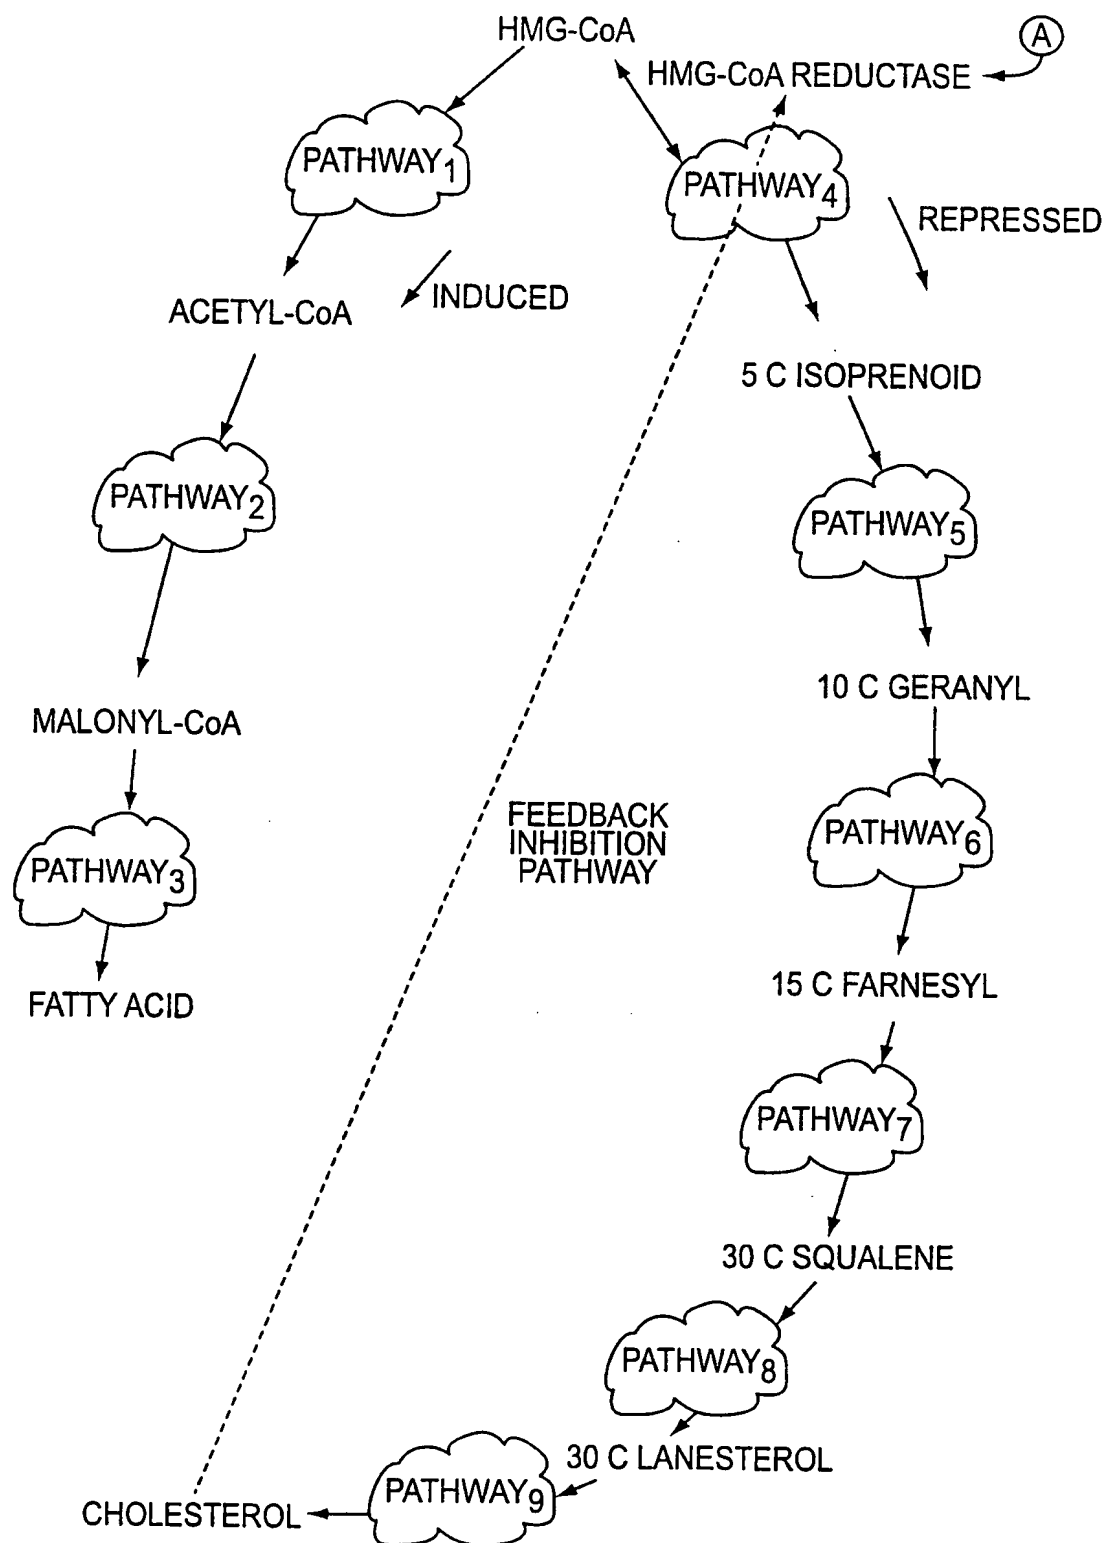 HMG-CoA
A
HMG-CoA REDUCTASE
PATHWAY1
PATHWAY4
REPRESSED
INDUCED
ACETYL-CoA
5 C ISOPRENOID
PATHWAY2
PATHWAY5
10 C GERANYL
MALONYL-CoA
FEEDBACK
INHIBITION
PATHWAY
PATHWAY6
PATHWAY3
15 C FARNESYL
FATTY ACID
PATHWAY7
30 C SQUALENE
PATHWAY8
30 C LANESTEROL
PATHWAY9
CHOLESTEROL